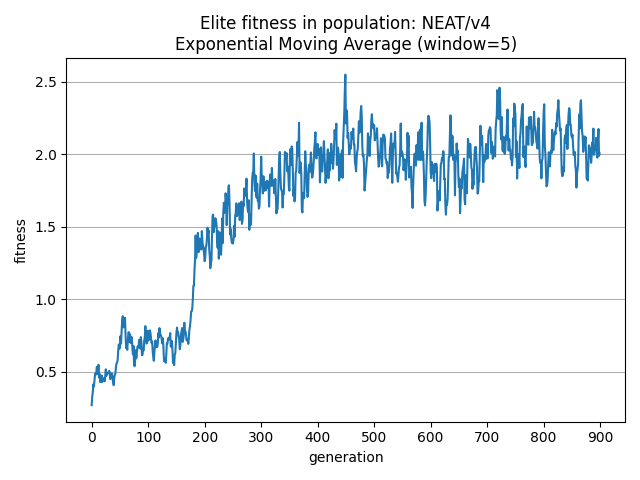 Elite fitness in population: NEAT/v4
Exponential Moving Average (window=5)
2.5
2.0
1.5
1.0
0.5
fitness
0 100 200 300 400 500 600 700 800 900
generation